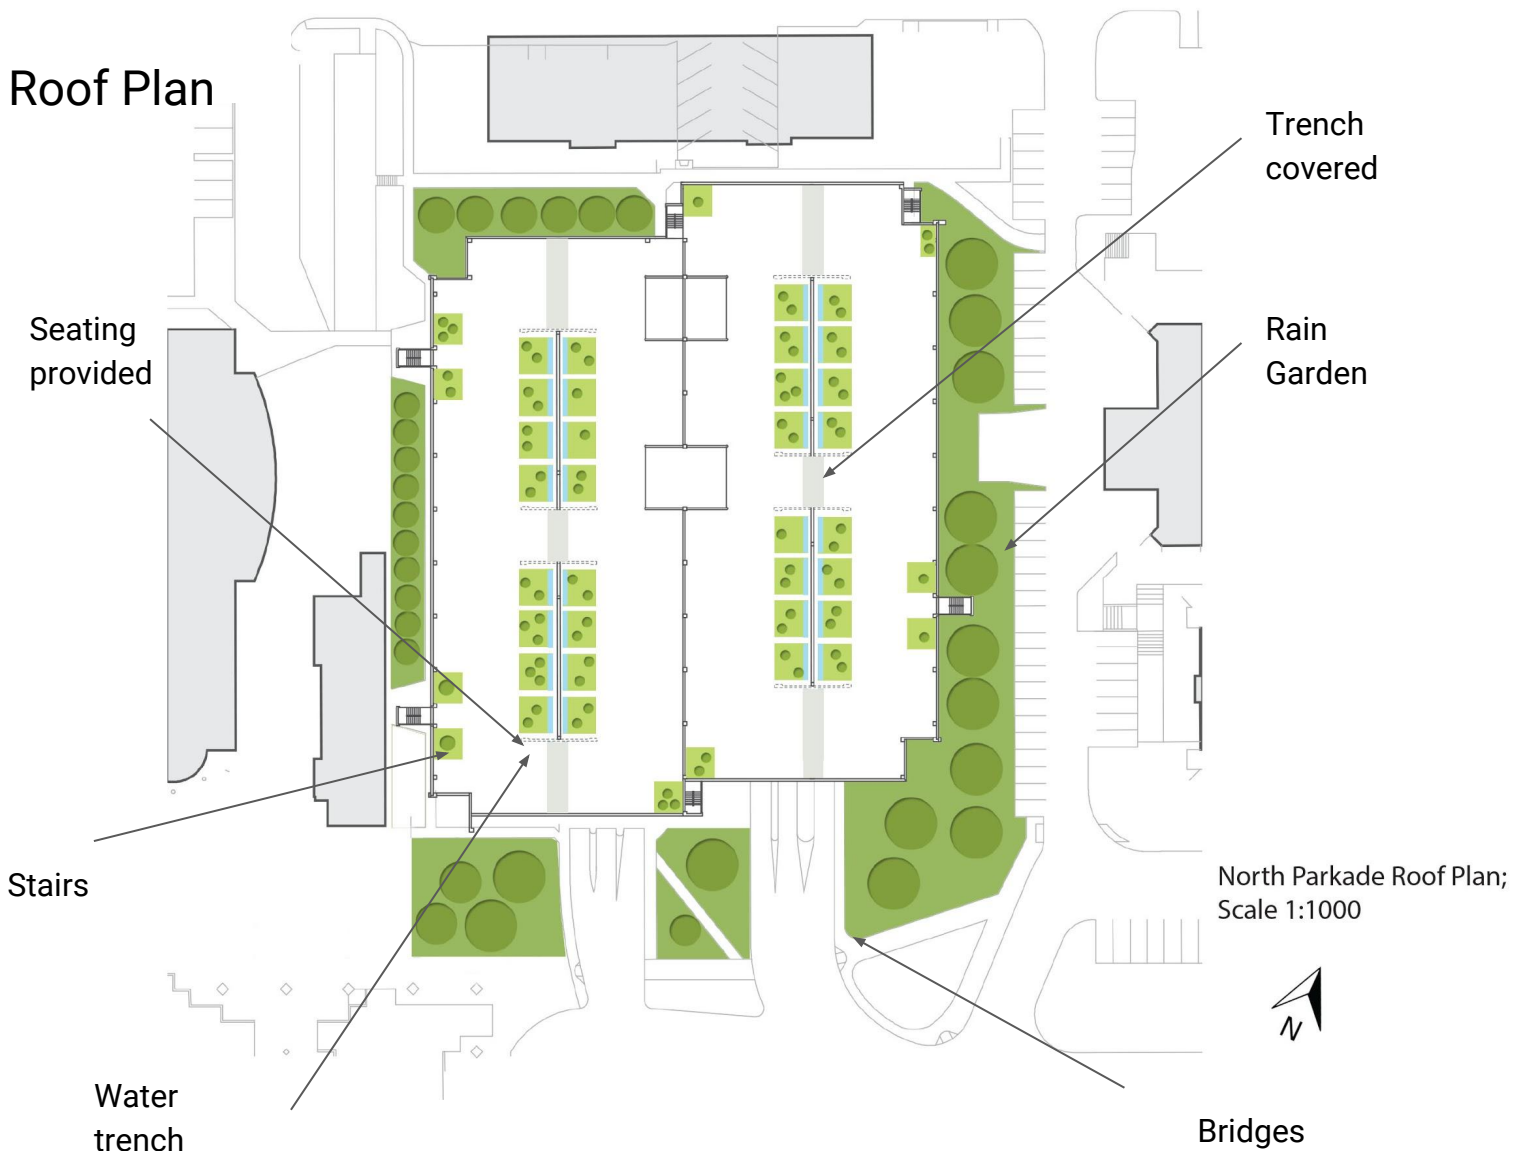 Roof Plan
Trench
covered
Seating
provided
Rain
Garden
Stairs
North Parkade Roof Plan;
Scale 1:1000
N
Water
trench
Bridges